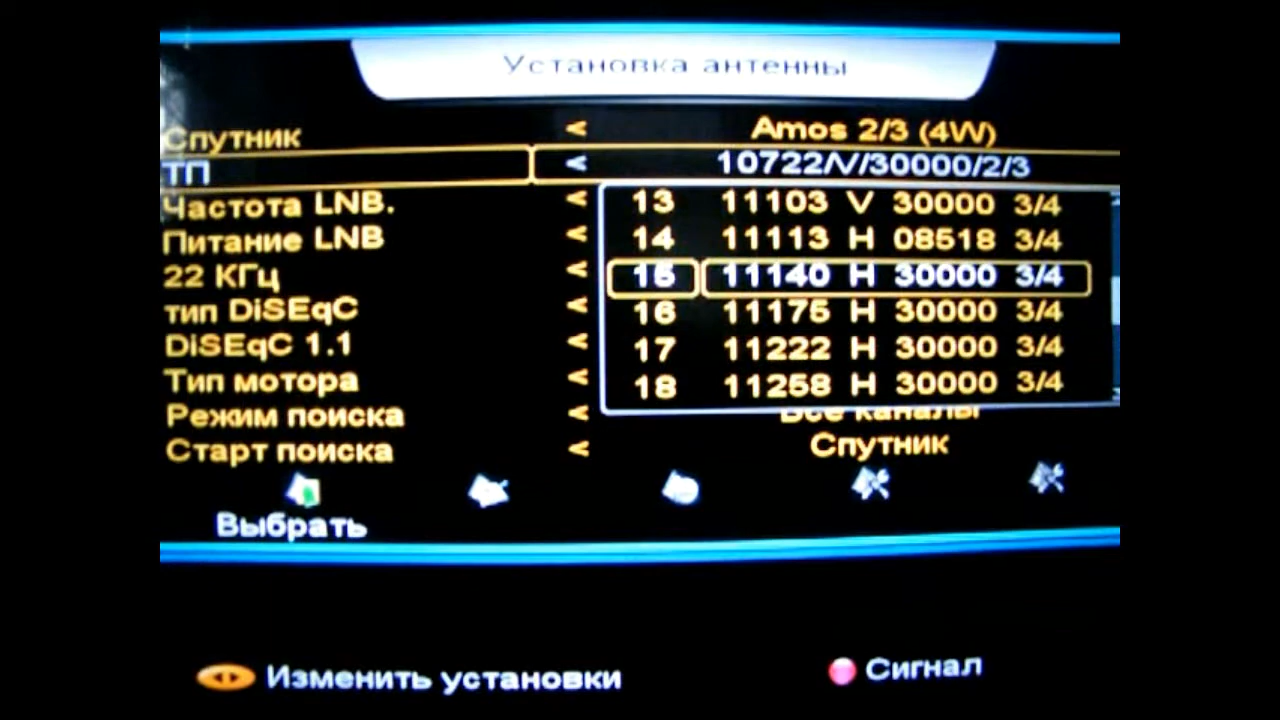 Установка антенны
Спутник < Amos 2/3 (4W)
ТП < 10722/V/30000/2/3
Частота LNB. < 13 11103 V 30000 3/4
Питание LNB < 14 11113 H 08518 3/4
22 КГц < 15 11140 H 30000 3/4
тип DiSEqC < 16 11175 H 30000 3/4
DiSEqC 1.1 < 17 11222 H 30000 3/4
Тип мотора < 18 11258 H 30000 3/4
Режим поиска < Все каналы
Старт поиска < Спутник
Выбрать
Изменить установки Сигнал